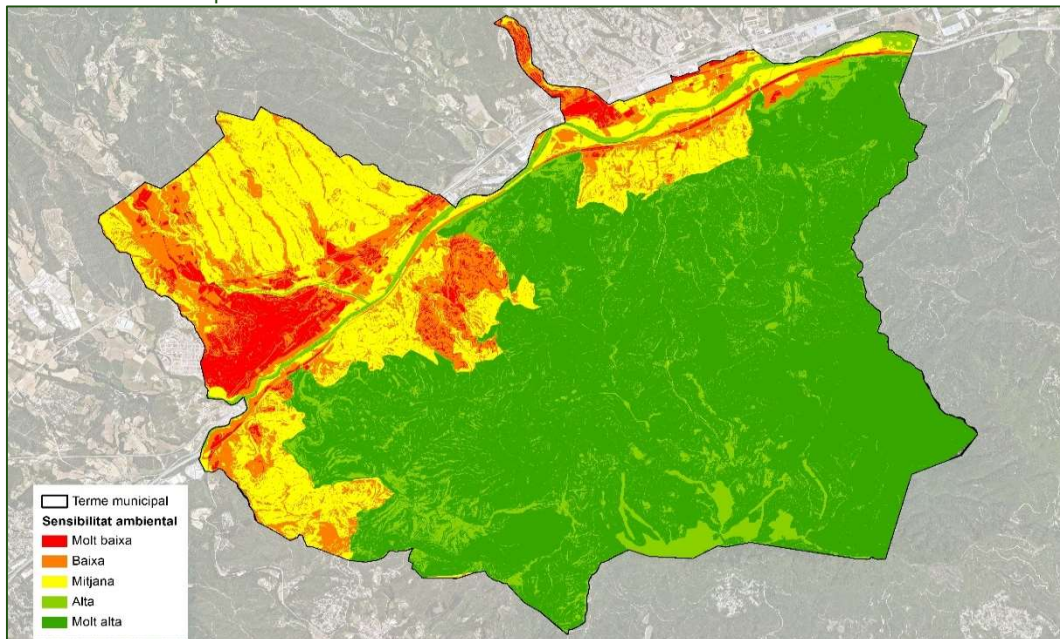 Terme municipal
Sensibilitat ambiental
Molt baixa
Baixa
Mitjana
Alta
Molt alta